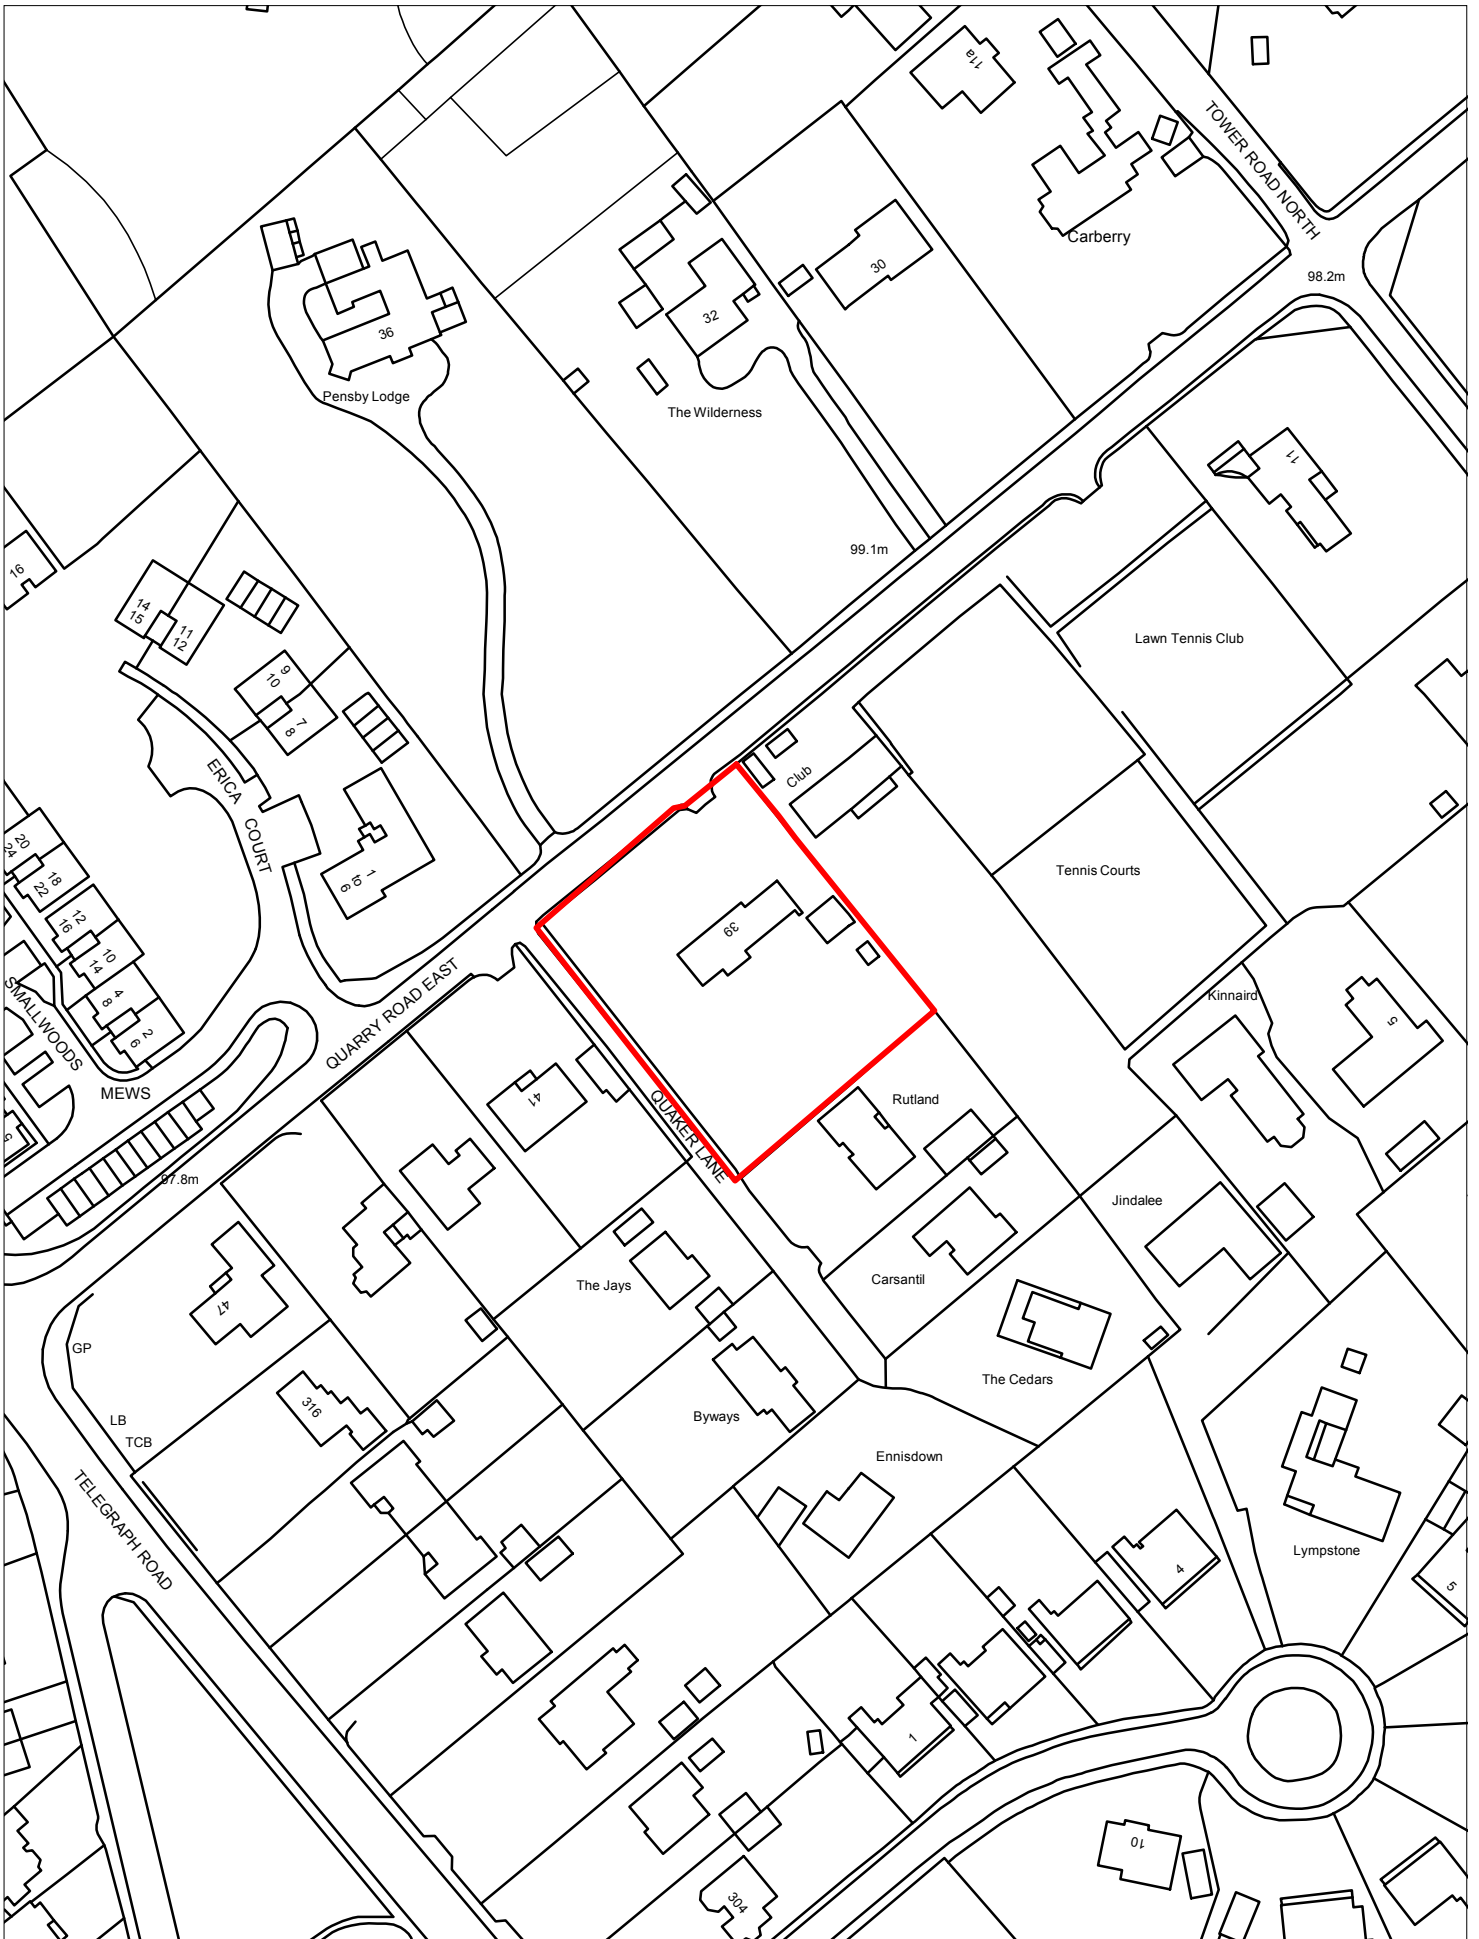 11a
TOWER ROAD NORTH
Carberry
98.2m
30
32
36
Pensby Lodge
The Wilderness
11
99.1m
16
14
15
11
12
Lawn Tennis Club
9
10
7
8
Club
ERICA
COURT
20
24
18
22
1
to
6
Tennis Courts
12
16
10
14
39
QUARRY ROAD EAST
SMALLWOODS
MEWS
4
8
2
6
Kinnaird
5
41
QUAKER LANE
Rutland
5
97.8m
Jindalee
The Jays
Carsantil
47
GP
The Cedars
316
LB
TCB
Byways
Ennisdown
TELEGRAPH ROAD
Lympstone
4
5
1
10
304